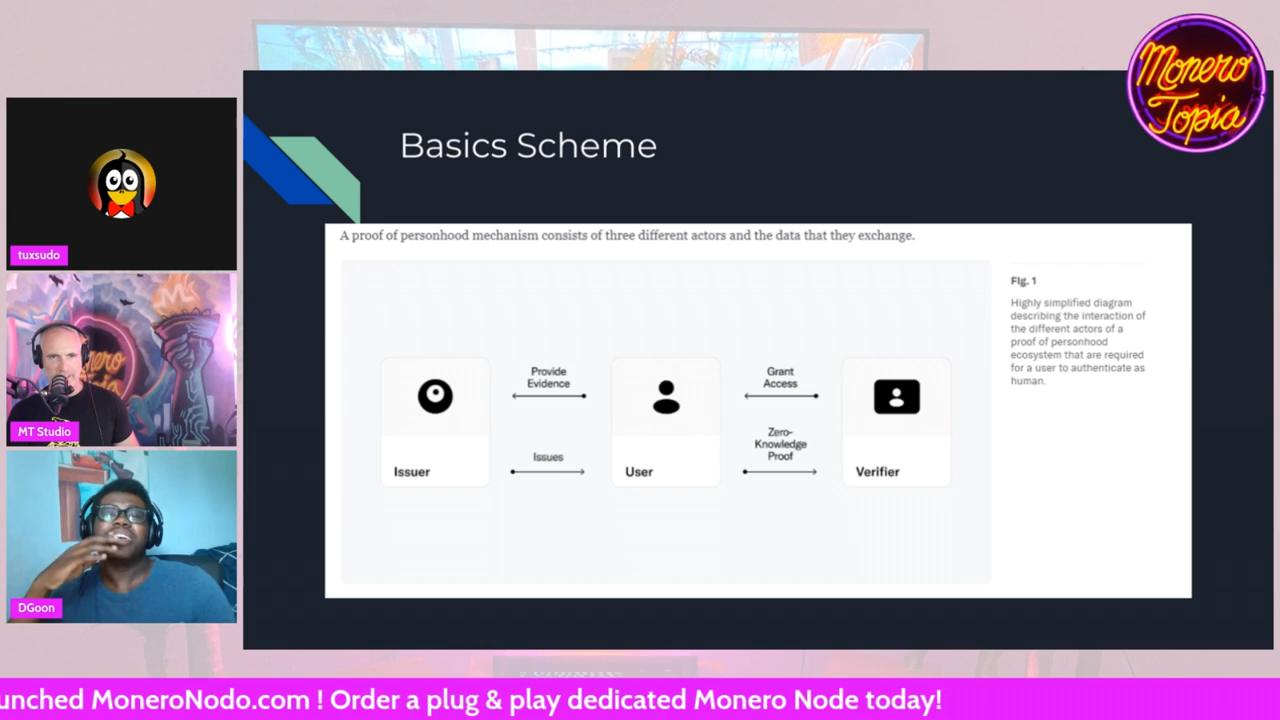 Monero
Topia
Basics Scheme
tuxsudo
MT Studio
DGoon
A proof of personhood mechanism consists of three different actors and the data that they exchange.
Provide
Evidence
Issues
Grant
Access
Zero-
Knowledge
Proof
Issuer
User
Verifier
FIg. 1
Highly simplified diagram
describing the interaction of
the different actors of a
proof of personhood
ecosystem that are required
for a user to authenticate as
human.
unched MoneroNodo.com ! Order a plug & play dedicated Monero Node today!